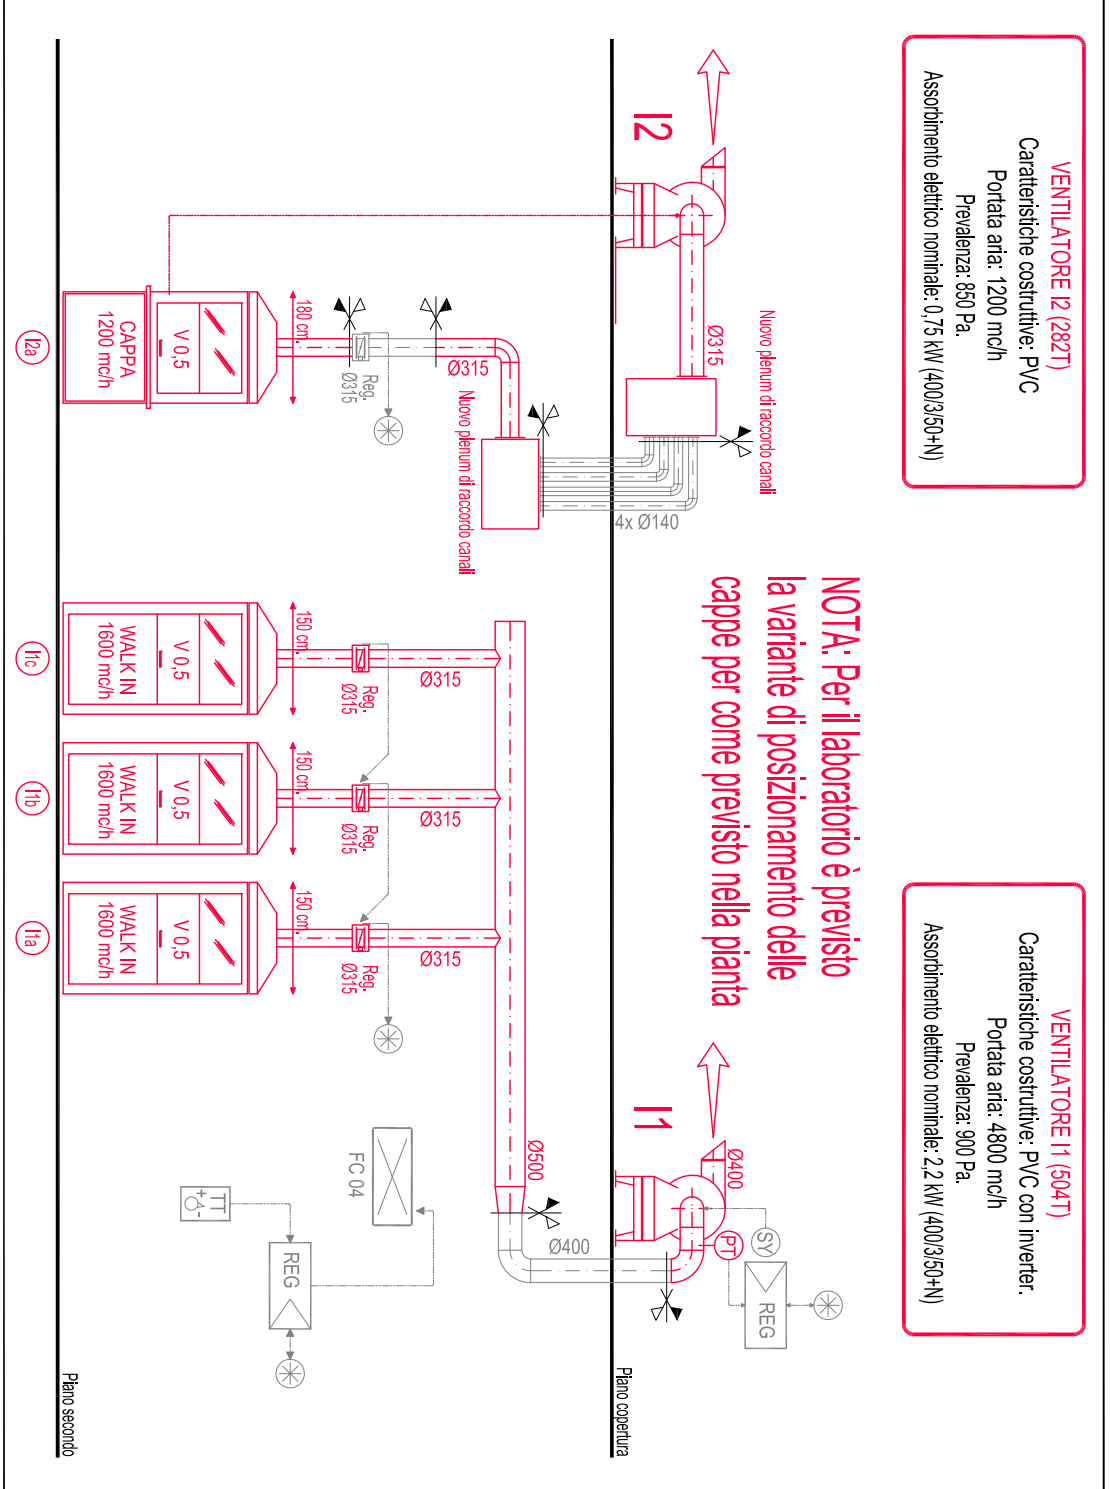 VENTILATORE I2 (282T)
Caratteristiche costruttive: PVC
Portata aria: 1200 mc/h
Prevalenza: 850 Pa.
Assorbimento elettrico nominale: 0,75 kW (400/3/50+N)
VENTILATORE I1 (504T)
Caratteristiche costruttive: PVC con inverter.
Portata aria: 4800 mc/h
Prevalenza: 900 Pa.
Assorbimento elettrico nominale: 2,2 kW (400/3/50+N)
NOTA: Per il laboratorio è previsto
la variante di posizionamento delle
cappe per come previsto nella pianta
I2
Ø315
Nuovo plenum di raccordo canali
4x Ø140
I1
Ø400
SY
PT
REG
Piano copertura
Ø400
Ø500
Ø315
Nuovo plenum di raccordo canali
Reg.
Ø315
180 cm.
V 0,5
CAPPA
1200 mc/h
I2a
Ø315
Reg.
Ø315
150 cm.
V 0,5
WALK IN
1600 mc/h
I1c
Ø315
Reg.
Ø315
150 cm.
V 0,5
WALK IN
1600 mc/h
I1b
Ø315
Reg.
Ø315
150 cm.
V 0,5
WALK IN
1600 mc/h
I1a
FC 04
TT
+ -
REG
Piano secondo